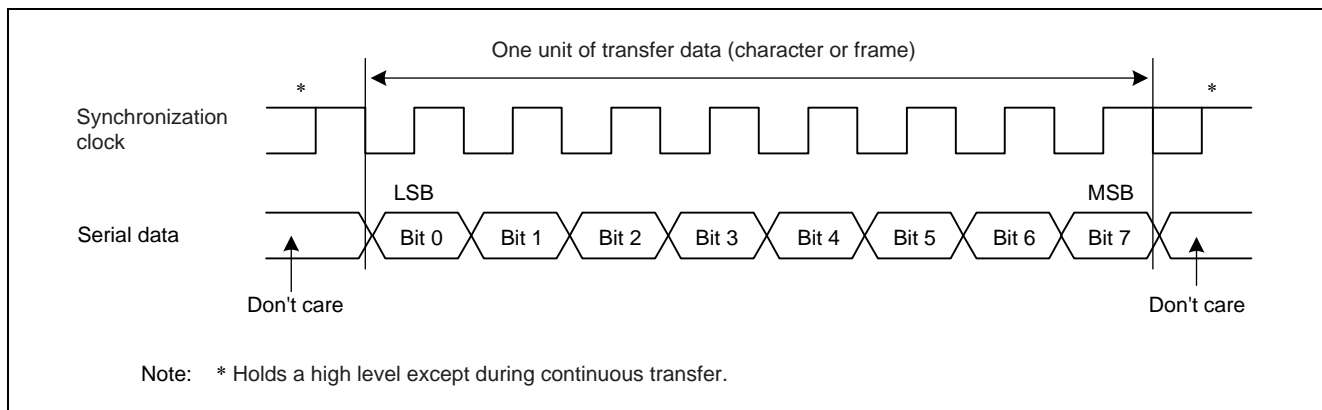 One unit of transfer data (character or frame)
* *
Synchronization
clock
LSB MSB
Serial data Bit 0 Bit 1 Bit 2 Bit 3 Bit 4 Bit 5 Bit 6 Bit 7
Don't care Don't care
Note: * Holds a high level except during continuous transfer.